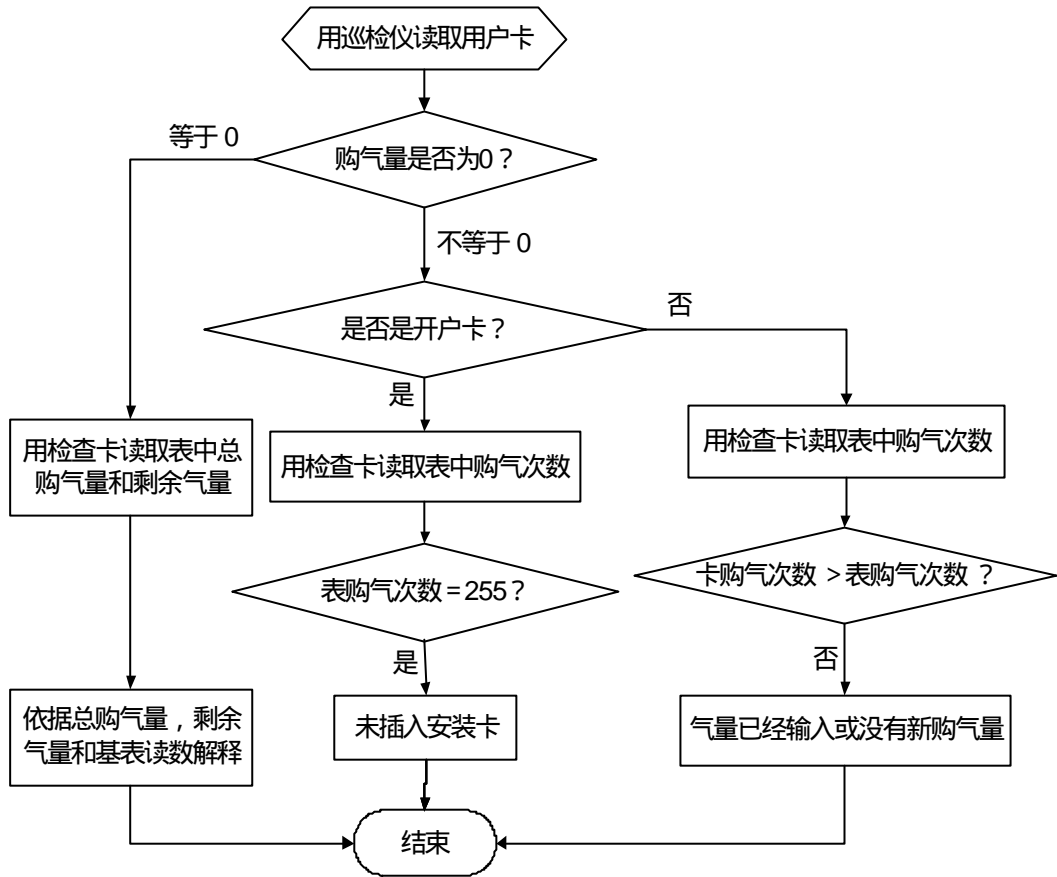 用巡检仪读取用户卡
等于 0
购气量是否为0？
不等于 0
是否是开户卡？
否
是
用检查卡读取表中总
购气量和剩余气量
用检查卡读取表中购气次数
用检查卡读取表中购气次数
表购气次数＝255？
卡购气次数 ＞表购气次数 ？
是
否
依据总购气量，剩余
气量和基表读数解释
未插入安装卡
气量已经输入或没有新购气量
结束